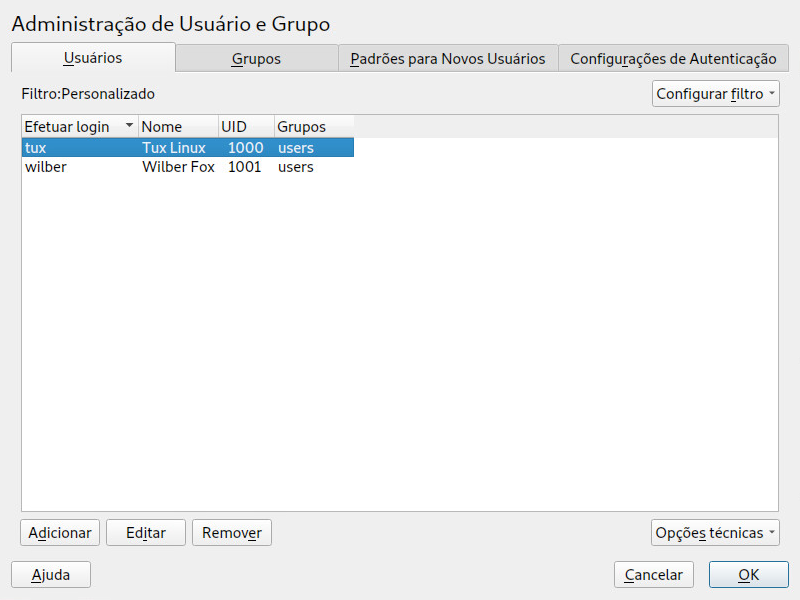 Administração de Usuário e Grupo
Usuários Grupos Padrões para Novos Usuários Configurações de Autenticação
Filtro:Personalizado Configurar filtro
Efetuar login Nome UID Grupos
tux Tux Linux 1000 users
wilber Wilber Fox 1001 users
Adicionar Editar Remover Opções técnicas
Ajuda Cancelar OK